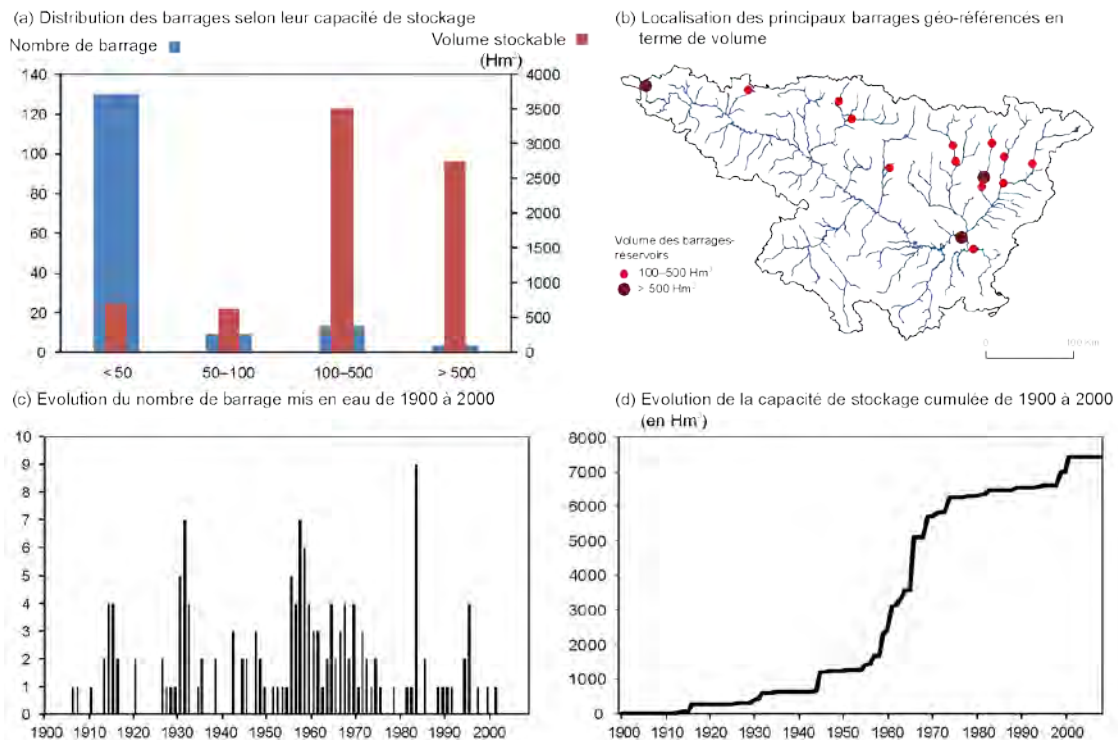 (a) Distribution des barrages selon leur capacité de stockage
Nombre de barrage
Volume stockable
(Hm³)
140
120
100
80
60
40
20
0
4000
3500
3000
2500
2000
1500
1000
500
0
< 50
50–100
100–500
> 500
(b) Localisation des principaux barrages géo-référencés en
terme de volume
Volume des barrages-
réservoirs
100–500 Hm³
> 500 Hm³
0
100 km
(c) Evolution du nombre de barrage mis en eau de 1900 à 2000
10
9
8
7
6
5
4
3
2
1
0
1900 1910 1920 1930 1940 1950 1960 1970 1980 1990 2000
(d) Evolution de la capacité de stockage cumulée de 1900 à 2000
(en Hm³)
8000
7000
6000
5000
4000
3000
2000
1000
0
1900 1910 1920 1930 1940 1950 1960 1970 1980 1990 2000